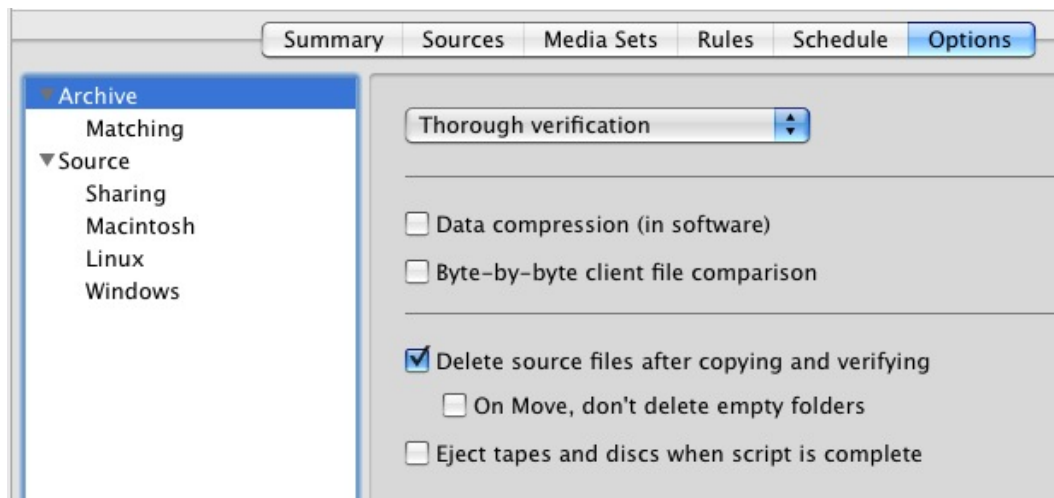 Summary Sources Media Sets Rules Schedule Options
Archive
Matching
Source
Sharing
Macintosh
Linux
Windows
Thorough verification
Data compression (in software)
Byte-by-byte client file comparison
Delete source files after copying and verifying
On Move, don't delete empty folders
Eject tapes and discs when script is complete